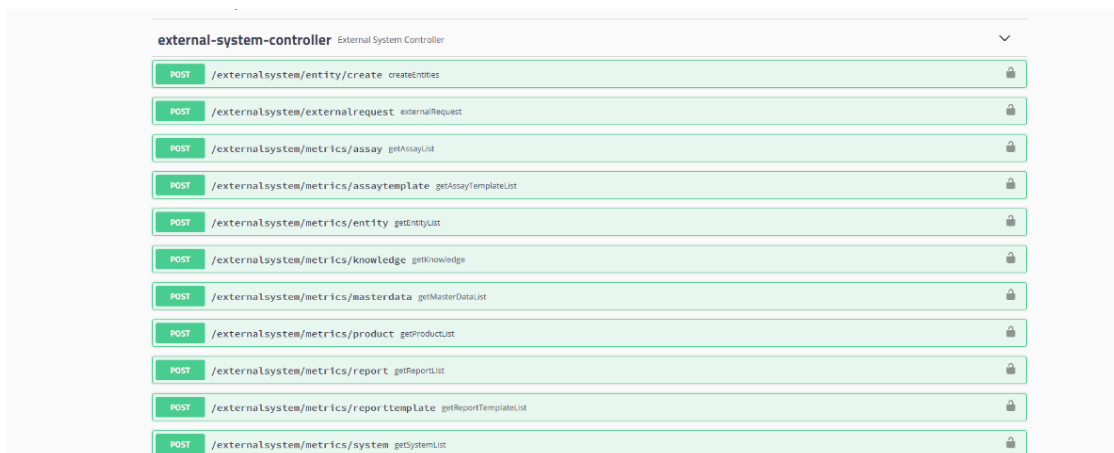 external-system-controller External System Controller
POST /externalsystem/entity/create createEntities
POST /externalsystem/externalrequest externalRequest
POST /externalsystem/metrics/assay getAssayList
POST /externalsystem/metrics/assaytemplate getAssayTemplateList
POST /externalsystem/metrics/entity getEntityList
POST /externalsystem/metrics/knowledge getKnowledge
POST /externalsystem/metrics/masterdata getMasterDataList
POST /externalsystem/metrics/product getProductList
POST /externalsystem/metrics/report getReportList
POST /externalsystem/metrics/reporttemplate getReportTemplateList
POST /externalsystem/metrics/system getSystemList